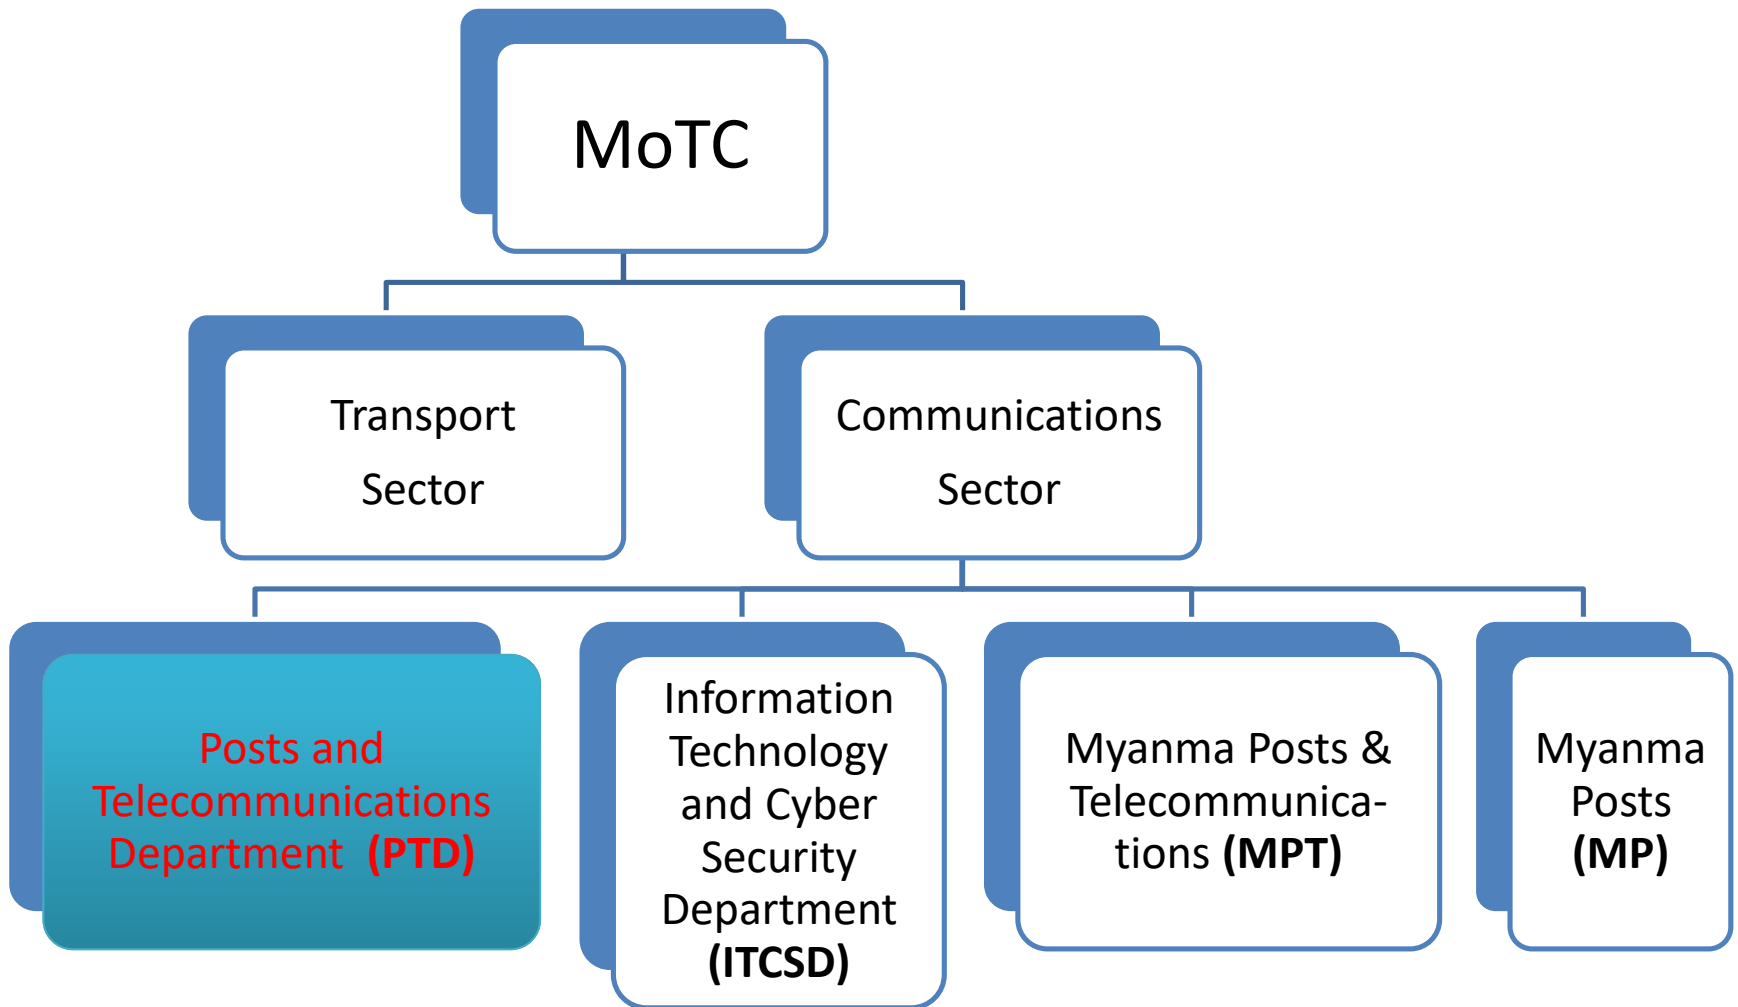 MoTC
Transport
Sector
Communications
Sector
Posts and
Telecommunications
Department (PTD)
Information
Technology
and Cyber
Security
Department
(ITCSD)
Myanma Posts &
Telecommunica-
tions (MPT)
Myanma
Posts
(MP)